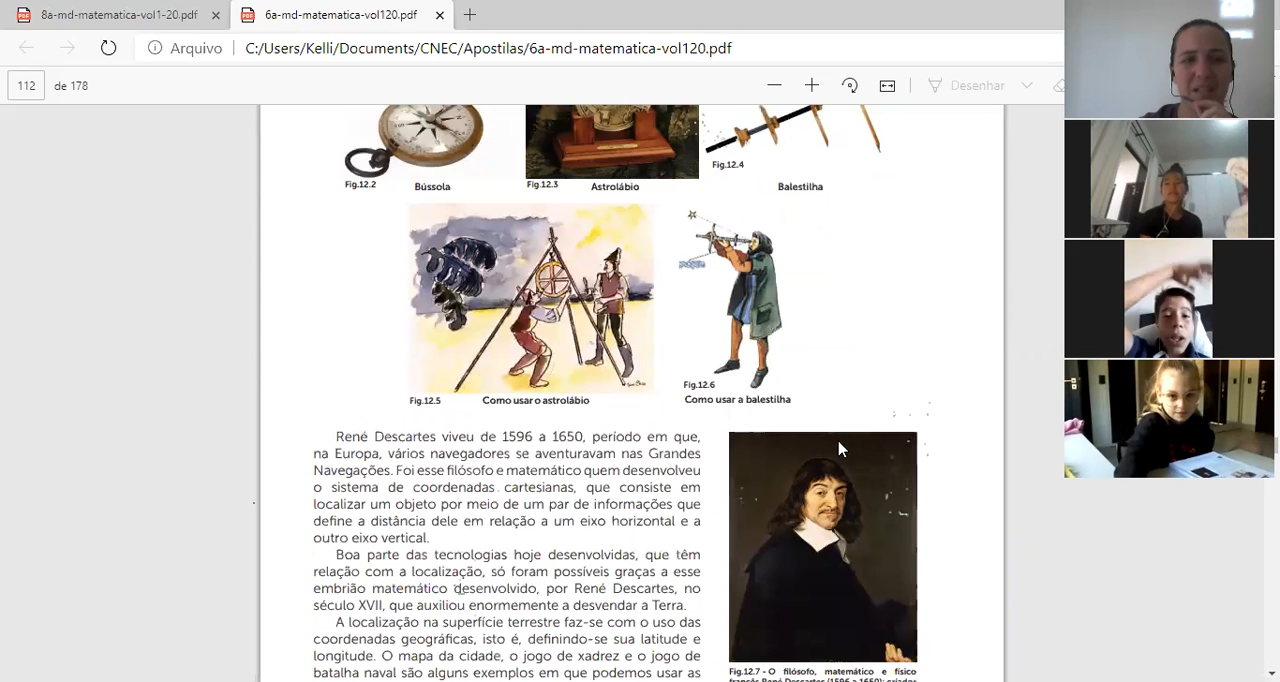 8a-md-matematica-vol1-20.pdf
6a-md-matematica-vol120.pdf
Arquivo
C:/Users/Kelli/Documents/CNEC/Apostilas/6a-md-matematica-vol120.pdf
112
de 178
Desenhar
Fig.12.2
Bússola
Fig.12.3
Astrolábio
Fig.12.4
Balestilha
Fig.12.5
Como usar o astrolábio
Fig.12.6
Como usar a balestilha
René Descartes viveu de 1596 a 1650, período em que,
na Europa, vários navegadores se aventuravam nas Grandes
Navegações. Foi esse filósofo e matemático quem desenvolveu
o sistema de coordenadas cartesianas, que consiste em
localizar um objeto por meio de um par de informações que
define a distância dele em relação a um eixo horizontal e a
outro eixo vertical.
Boa parte das tecnologias hoje desenvolvidas, que têm
relação com a localização, só foram possíveis graças a esse
embrião matemático desenvolvido, por René Descartes, no
século XVII, que auxiliou enormemente a desvendar a Terra.
A localização na superfície terrestre faz-se com o uso das
coordenadas geográficas, isto é, definindo-se sua latitude e
longitude. O mapa da cidade, o jogo de xadrez e o jogo de
batalha naval são alguns exemplos em que podemos usar as
Fig.12.7 - O filósofo, matemático e físico
francês René Descartes (1596 a 1650): criador